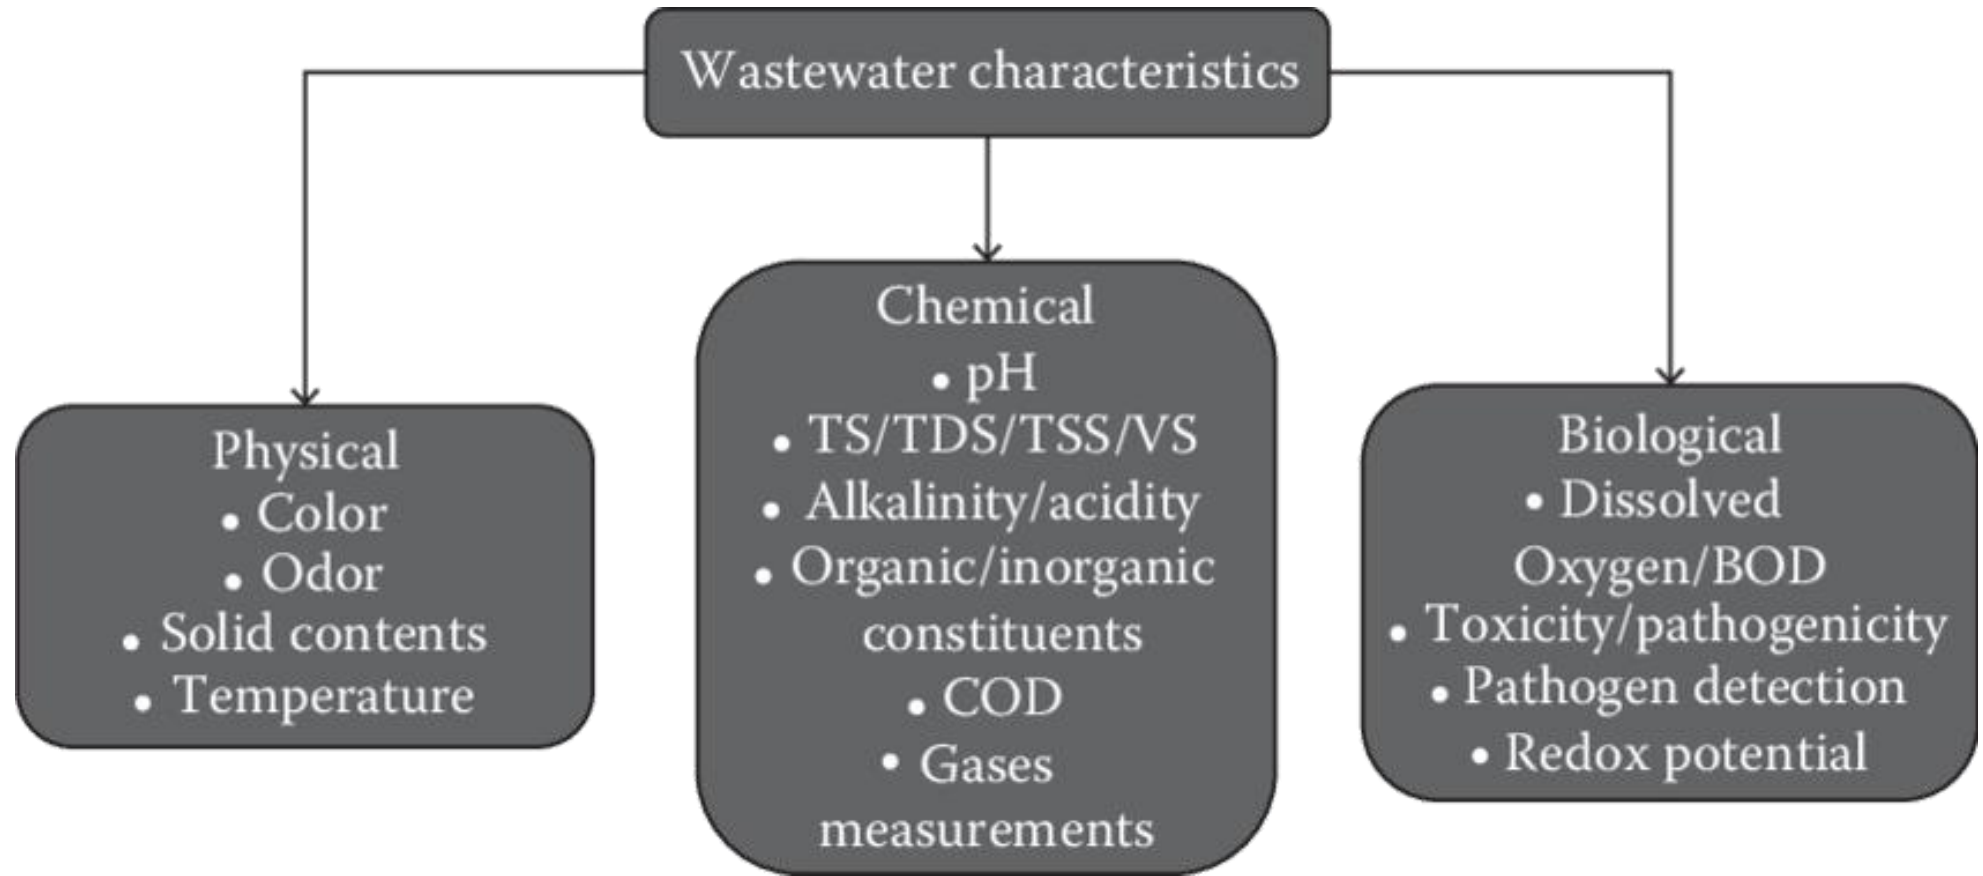 Wastewater characteristics
Physical
• Color
• Odor
• Solid contents
• Temperature
Chemical
• pH
• TS/TDS/TSS/VS
• Alkalinity/acidity
• Organic/inorganic
constituents
• COD
• Gases
measurements
Biological
• Dissolved
Oxygen/BOD
• Toxicity/pathogenicity
• Pathogen detection
• Redox potential